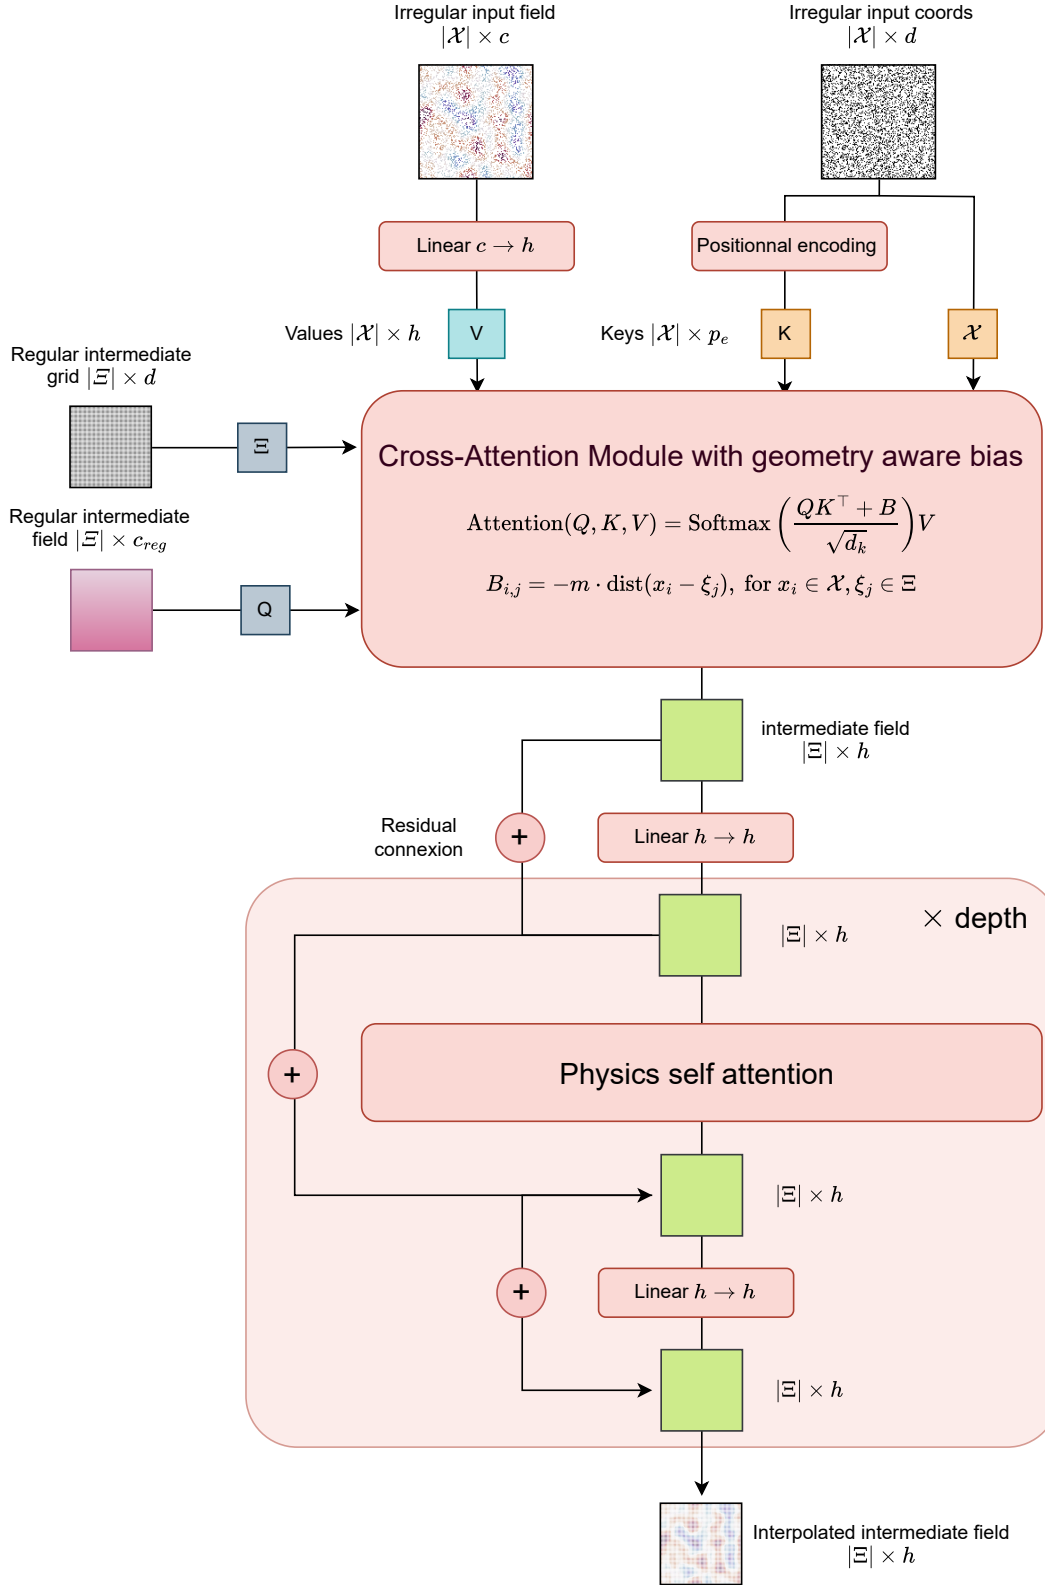 Irregular input field
|𝒳| × c
Irregular input coords
|𝒳| × d
Linear c → h
Positionnal encoding
Values |𝒳| × h
V
Keys |𝒳| × pₑ
K
𝒳
Regular intermediate
grid |Ξ| × d
Ξ
Regular intermediate
field |Ξ| × c_{reg}
Q
Cross-Attention Module with geometry aware bias
Attention(Q, K, V) = Softmax ( (QK^⊤ + B) / √d_k ) V
B_{i,j} = −m · dist(x_i − ξ_j), for x_i ∈ 𝒳, ξ_j ∈ Ξ
intermediate field
|Ξ| × h
Residual
connexion
+
Linear h → h
× depth
|Ξ| × h
+
Physics self attention
|Ξ| × h
+
Linear h → h
|Ξ| × h
Interpolated intermediate field
|Ξ| × h